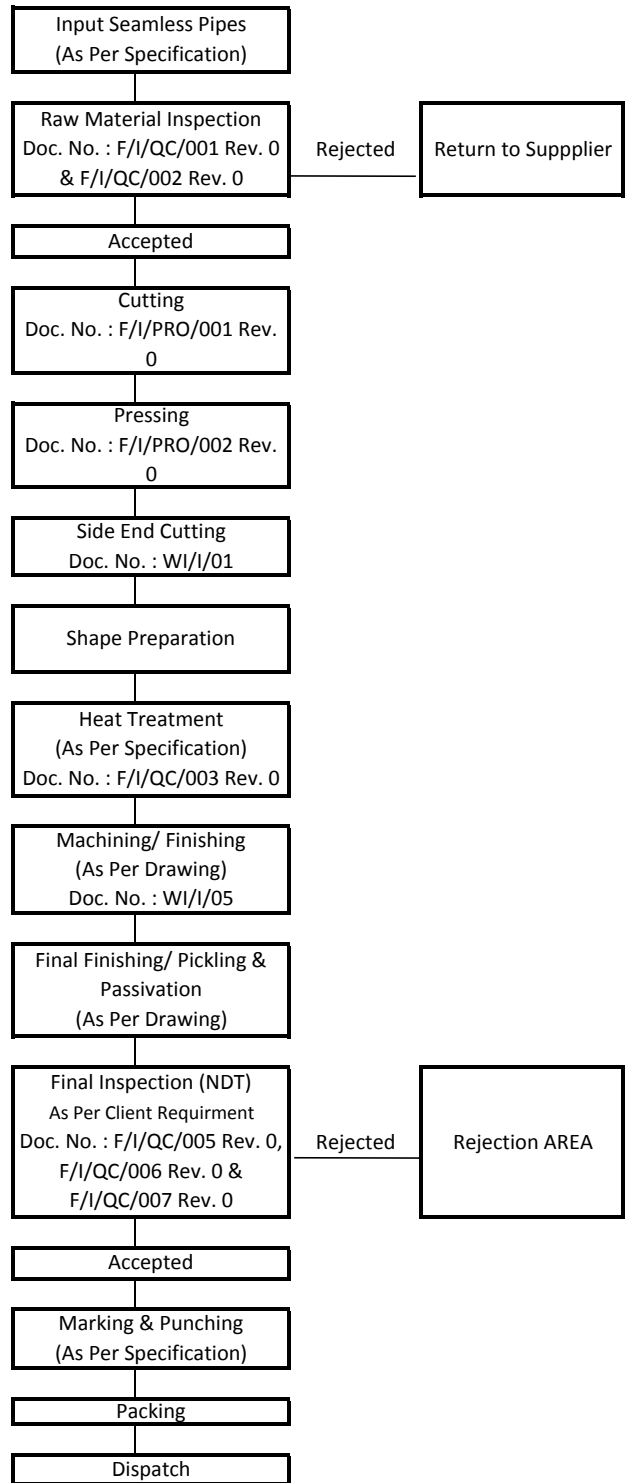 Input Seamless Pipes
(As Per Specification)
Raw Material Inspection
Doc. No. : F/I/QC/001 Rev. 0
& F/I/QC/002 Rev. 0
Rejected
Return to Suppplier
Accepted
Cutting
Doc. No. : F/I/PRO/001 Rev.
0
Pressing
Doc. No. : F/I/PRO/002 Rev.
0
Side End Cutting
Doc. No. : WI/I/01
Shape Preparation
Heat Treatment
(As Per Specification)
Doc. No. : F/I/QC/003 Rev. 0
Machining/ Finishing
(As Per Drawing)
Doc. No. : WI/I/05
Final Finishing/ Pickling &
Passivation
(As Per Drawing)
Final Inspection (NDT)
As Per Client Requirment
Doc. No. : F/I/QC/005 Rev. 0,
F/I/QC/006 Rev. 0 &
F/I/QC/007 Rev. 0
Rejected
Rejection AREA
Accepted
Marking & Punching
(As Per Specification)
Packing
Dispatch